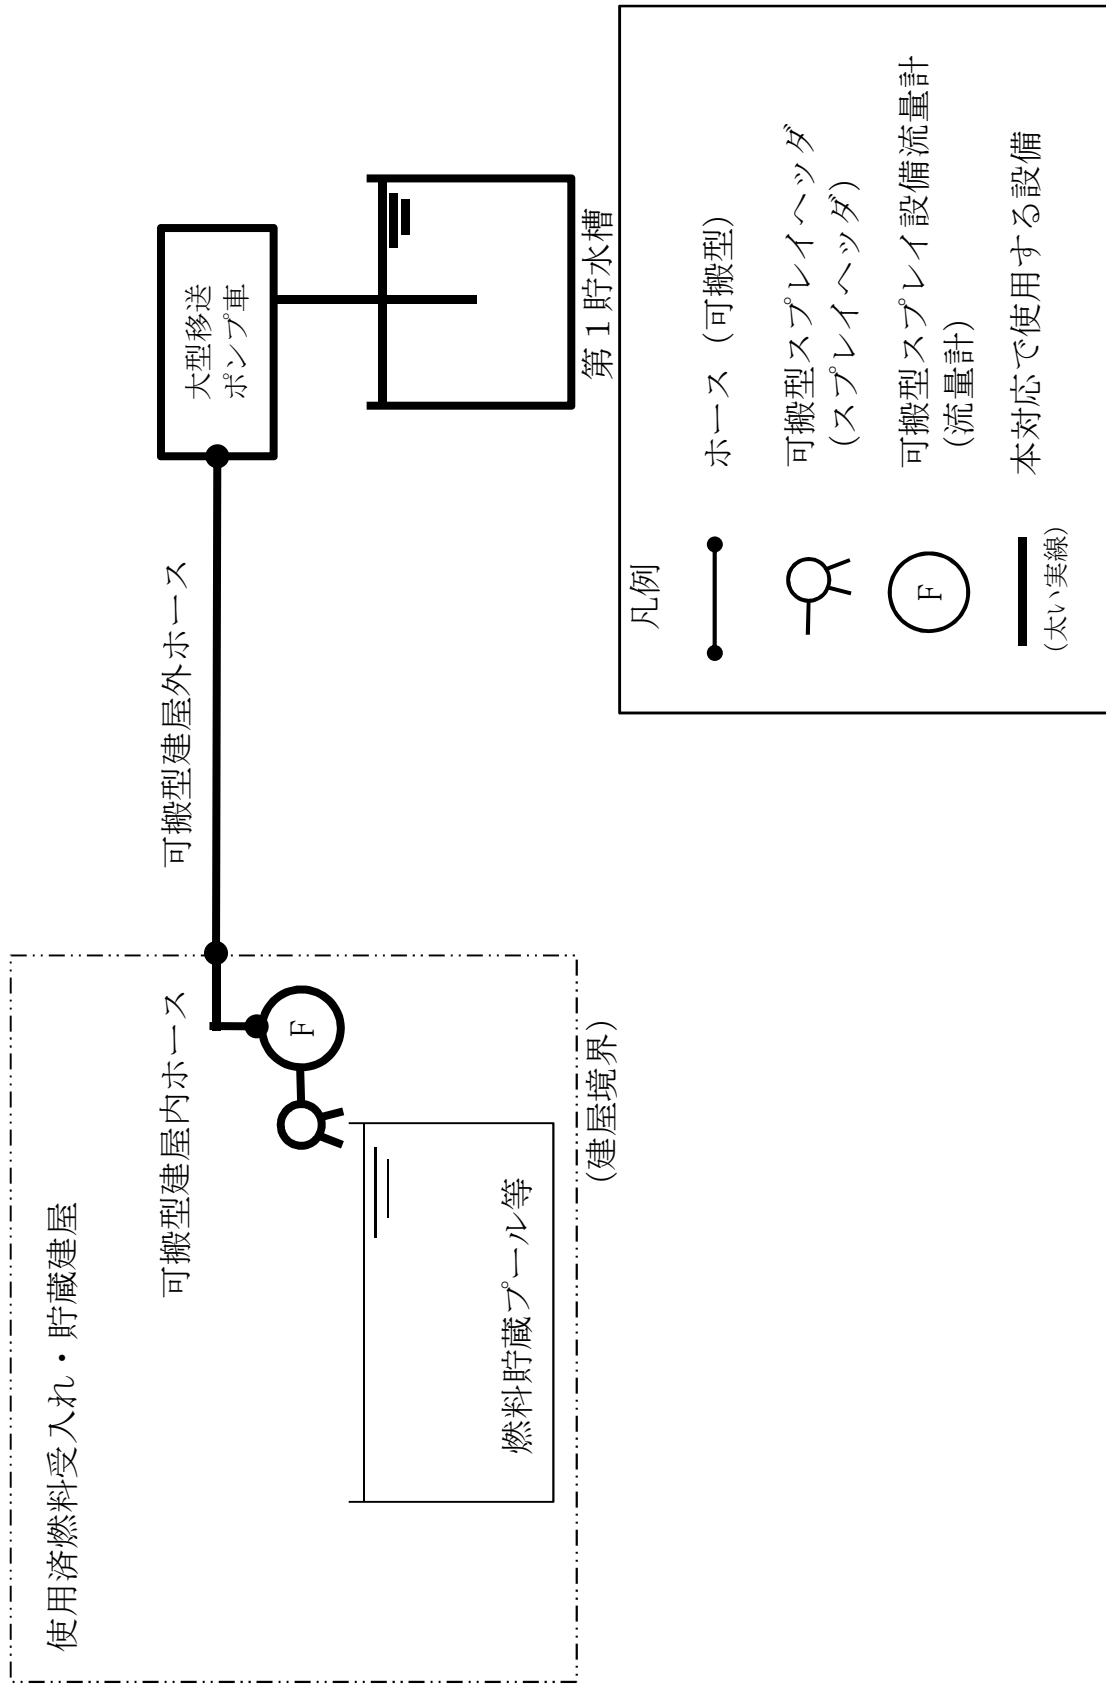 使用済燃料受入れ・貯蔵建屋
可搬型建屋内ホース
可搬型建屋外ホース
大型移送
ポンプ車
F
燃料貯蔵プール等
(建屋境界)
第1貯水槽
凡例
ホース (可搬型)
可搬型スプレイヘッダ
(スプレイヘッダ)
F
可搬型スプレイ設備流量計
(流量計)
本対応で使用する設備
(太い実線)